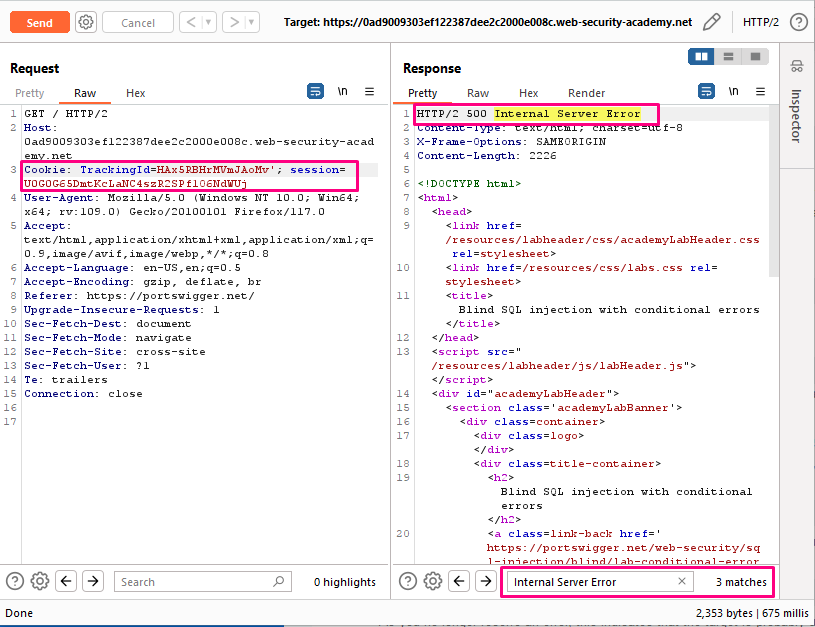 Send
Cancel
<
>
Target: https://0ad9009303ef122387dee2c2000e008c.web-security-academy.net
HTTP/2
?
Request
Pretty Raw Hex
\n
1 GET / HTTP/2
2 Host:
0ad9009303ef122387dee2c2000e008c.web-security-acad
emy.net
3 Cookie: TrackingId=HAx5RBHrMVmJAoMv'; session=
U0GOG65DmtKcLaNC4szR2SPf1O6NdWUj
4 User-Agent: Mozilla/5.0 (Windows NT 10.0; Win64;
x64; rv:109.0) Gecko/20100101 Firefox/117.0
5 Accept:
text/html,application/xhtml+xml,application/xml;q=
0.9,image/avif,image/webp,*/*;q=0.8
6 Accept-Language: en-US,en;q=0.5
7 Accept-Encoding: gzip, deflate, br
8 Referer: https://portswigger.net/
9 Upgrade-Insecure-Requests: 1
10 Sec-Fetch-Dest: document
11 Sec-Fetch-Mode: navigate
12 Sec-Fetch-Site: cross-site
13 Sec-Fetch-User: ?1
14 Te: trailers
15 Connection: close
16
17
? Search 0 highlights
Response
Pretty Raw Hex Render
\n
1 HTTP/2 500 Internal Server Error
2 Content-Type: text/html; charset=utf-8
3 X-Frame-Options: SAMEORIGIN
4 Content-Length: 2226
5
6 <!DOCTYPE html>
7 <html>
8 <head>
9 <link href=
/resources/labheader/css/academyLabHeader.css
rel=stylesheet>
10 <link href=/resources/css/labs.css rel=
stylesheet>
11 <title>
Blind SQL injection with conditional errors
</title>
12 </head>
13 <script src="
/resources/labheader/js/labHeader.js">
</script>
14 <div id="academyLabHeader">
15 <section class='academyLabBanner'>
16 <div class=container>
17 <div class=logo>
</div>
18 <div class=title-container>
19 <h2>
Blind SQL injection with conditional
errors
</h2>
20 <a class=link-back href='
https://portswigger.net/web-security/sq
l-injection/blind/lab-conditional-error
? Internal Server Error 3 matches
Inspector
Done
2,353 bytes | 675 millis